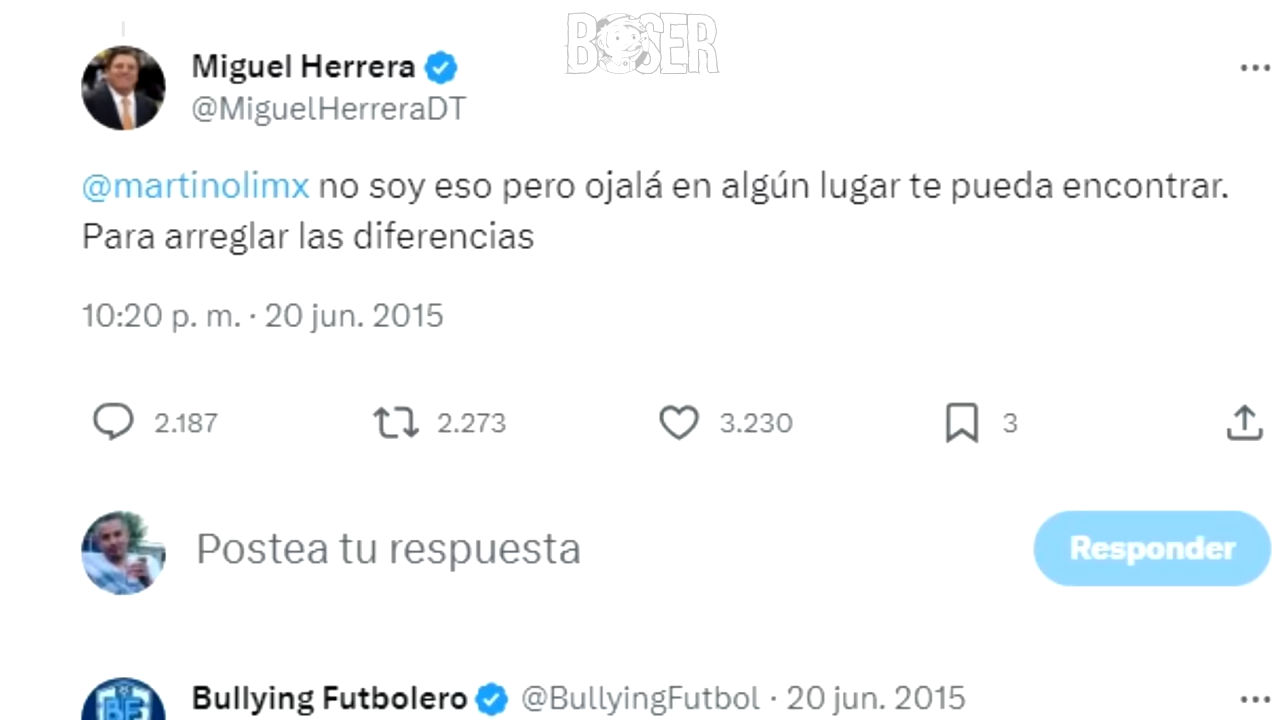 BOSER
Miguel Herrera
@MiguelHerreraDT
@martinolimx no soy eso pero ojalá en algún lugar te pueda encontrar.
Para arreglar las diferencias
10:20 p. m. · 20 jun. 2015
2.187 2.273 3.230 3
Postea tu respuesta Responder
Bullying Futbolero @BullyingFutbol · 20 jun. 2015
BF